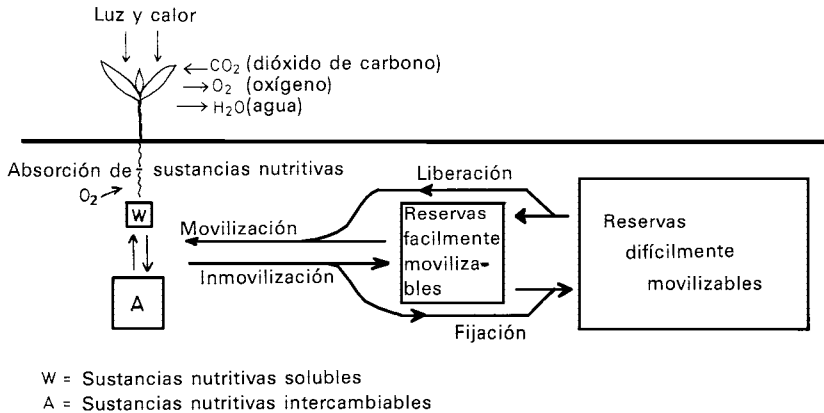 Luz y calor
CO₂ (dióxido de carbono)
O₂ (oxígeno)
H₂O (agua)
Absorción de sustancias nutritivas
O₂
W
A
Movilización
Inmovilización
Liberación
Fijación
Reservas
facilmente
moviliza-
bles
Reservas
difícilmente
movilizables
W = Sustancias nutritivas solubles
A = Sustancias nutritivas intercambiables